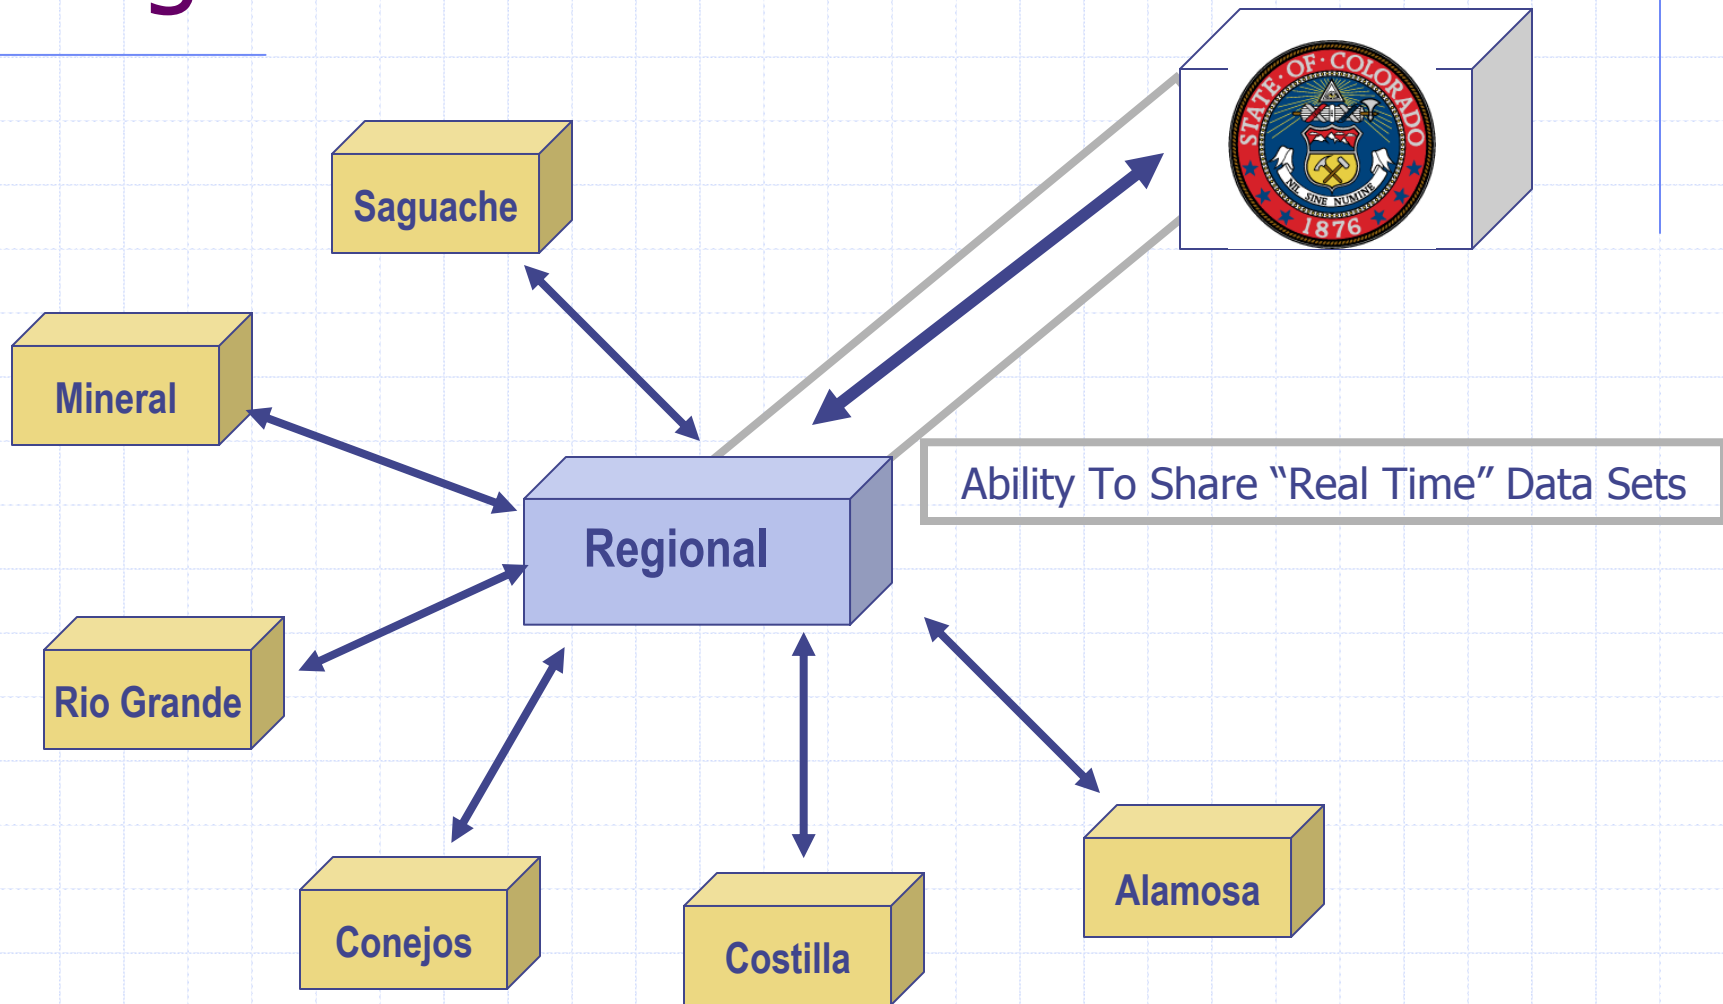 STATE · OF · COLORADO
NIL SINE NUMINE
1876
Saguache
Mineral
Ability To Share “Real Time” Data Sets
Regional
Rio Grande
Alamosa
Conejos
Costilla